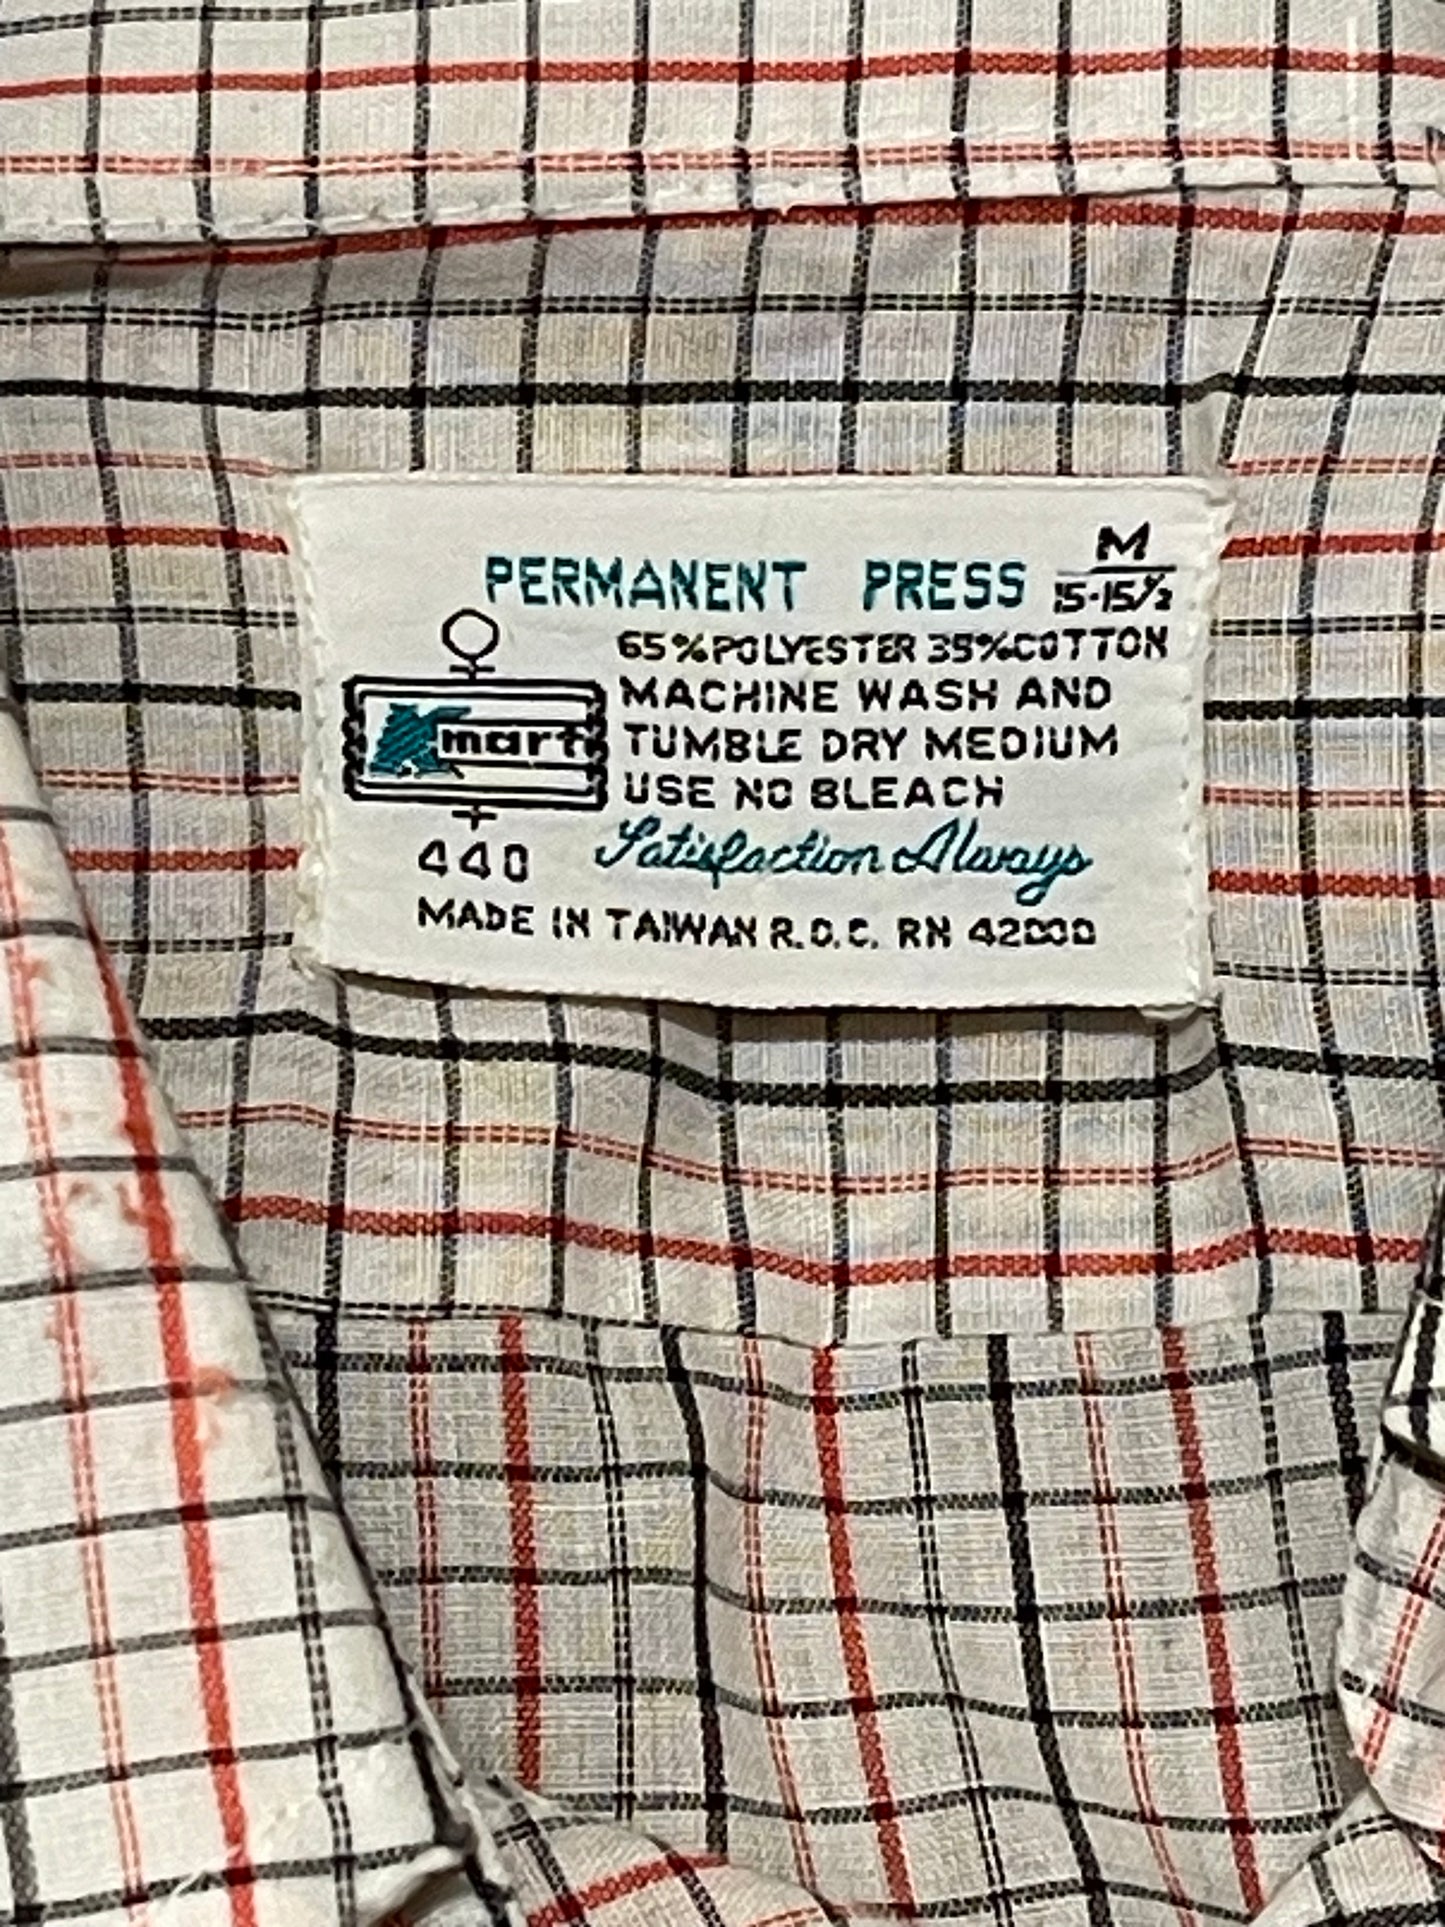 PERMANENT PRESS M
15-15½
65% POLYESTER 35% COTTON
MACHINE WASH AND
Kmart TUMBLE DRY MEDIUM
USE NO BLEACH
440 Satisfaction Always
MADE IN TAIWAN R.O.C. RN 42000